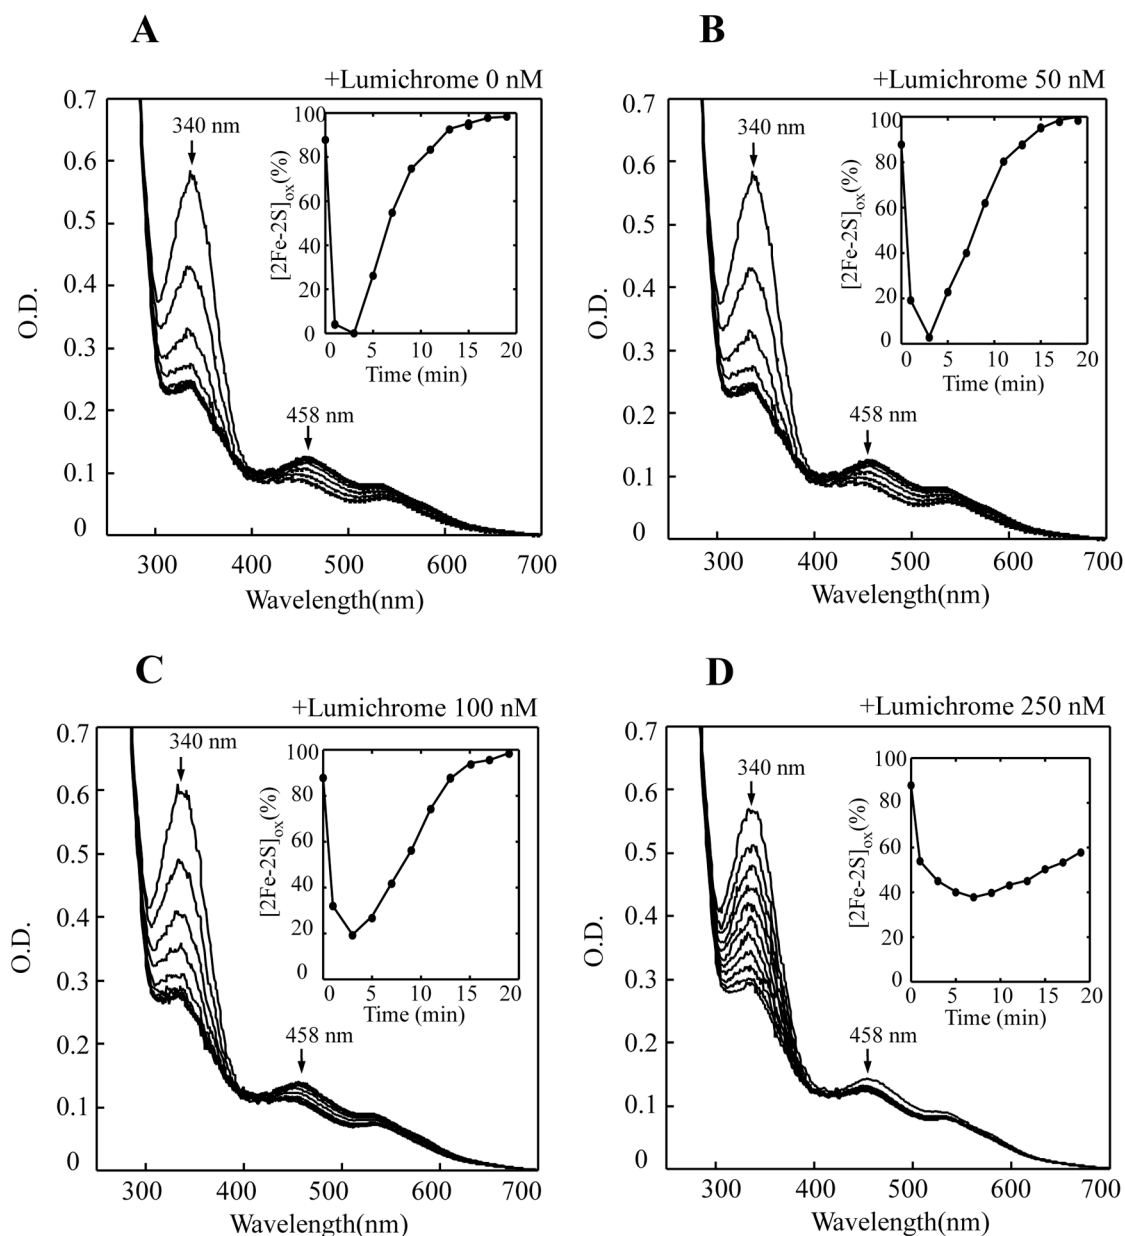 A
+Lumichrome 0 nM
0.7
0.6
0.5
0.4
0.3
0.2
0.1
0
O.D.
340 nm
458 nm
300 400 500 700
Wavelength(nm)
100
80
60
40
20
0
[2Fe-2S]ox(%)
5 10 15 20
Time (min)
B
+Lumichrome 50 nM
0.7
0.6
0.5
0.4
0.3
0.2
0.1
0
O.D.
340 nm
458 nm
300 400 500 600 700
Wavelength(nm)
100
80
60
40
20
0
[2Fe-2S]ox(%)
0 5 10 15 20
Time (min)
C
+Lumichrome 100 nM
0.7
0.6
0.5
0.4
0.3
0.2
0.1
0
O.D.
340 nm
458 nm
300 400 500 700
Wavelength(nm)
100
80
60
40
20
0
[2Fe-2S]ox(%)
5 10 15 20
Time (min)
D
+Lumichrome 250 nM
0.7
0.6
0.5
0.4
0.3
0.2
0.1
0
O.D.
340 nm
458 nm
300 400 500 600 700
Wavelength(nm)
100
80
60
40
20
0
[2Fe-2S]ox(%)
0 5 10 15 20
Time (min)